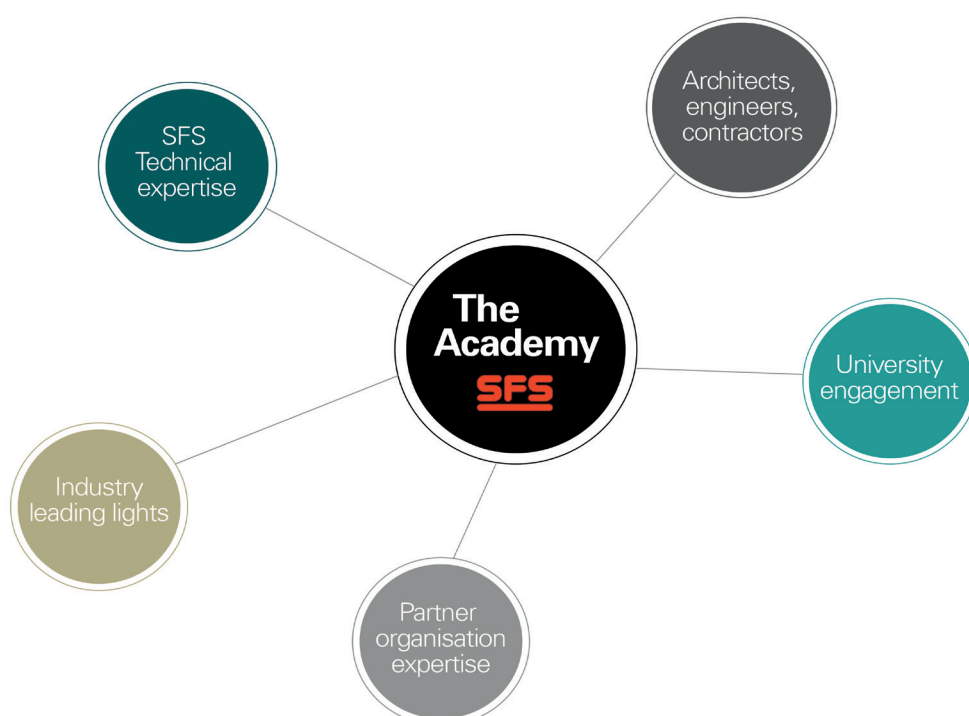 Architects,
engineers,
contractors
SFS
Technical
expertise
The
Academy
SFS
University
engagement
Industry
leading lights
Partner
organisation
expertise